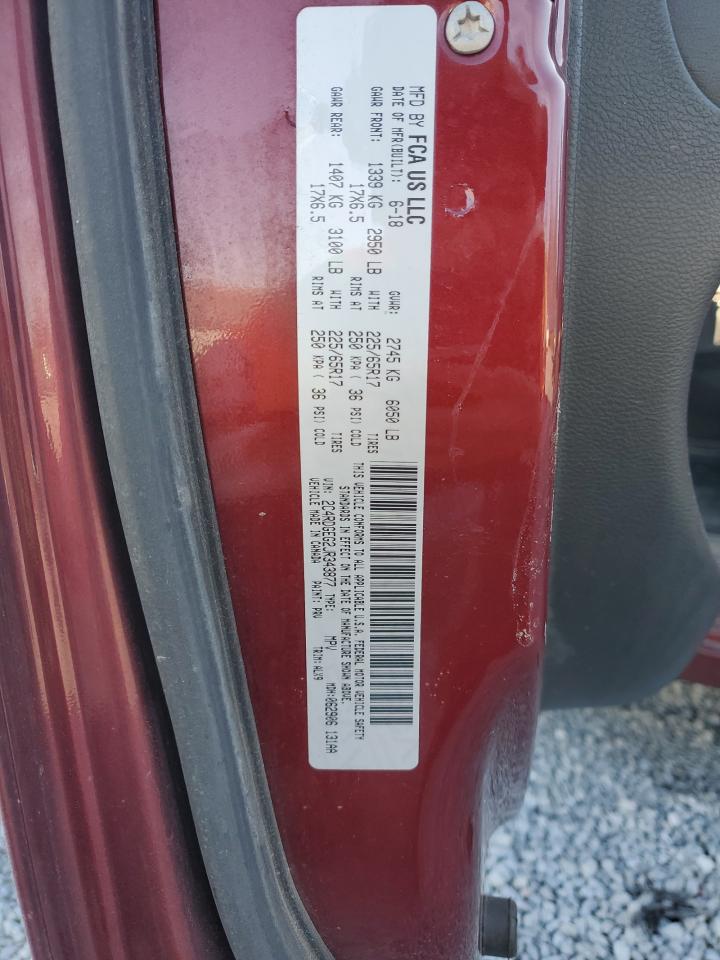 MFD BY FCA US LLC
DATE OF MFR(BUILT): 6-18 GVWR: 2745 KG 6050 LB
GAWR FRONT: 1339 KG 2950 LB WITH 225/65R17 TIRES
17X6.5 RIMS AT 250 KPA ( 36 PSI) COLD
GAWR REAR: 1407 KG 3100 LB WITH 225/65R17 TIRES
17X6.5 RIMS AT 250 KPA ( 36 PSI) COLD
THIS VEHICLE CONFORMS TO ALL APPLICABLE U.S.A. FEDERAL MOTOR VEHICLE SAFETY
STANDARDS IN EFFECT ON THE DATE OF MANUFACTURE SHOWN ABOVE.
VIN: 2C4RDGEG2JR343877 TYPE: MPV MDH:062906 131AA
VEHICLE MADE IN CANADA PAINT: PRV TRIM:ALX9